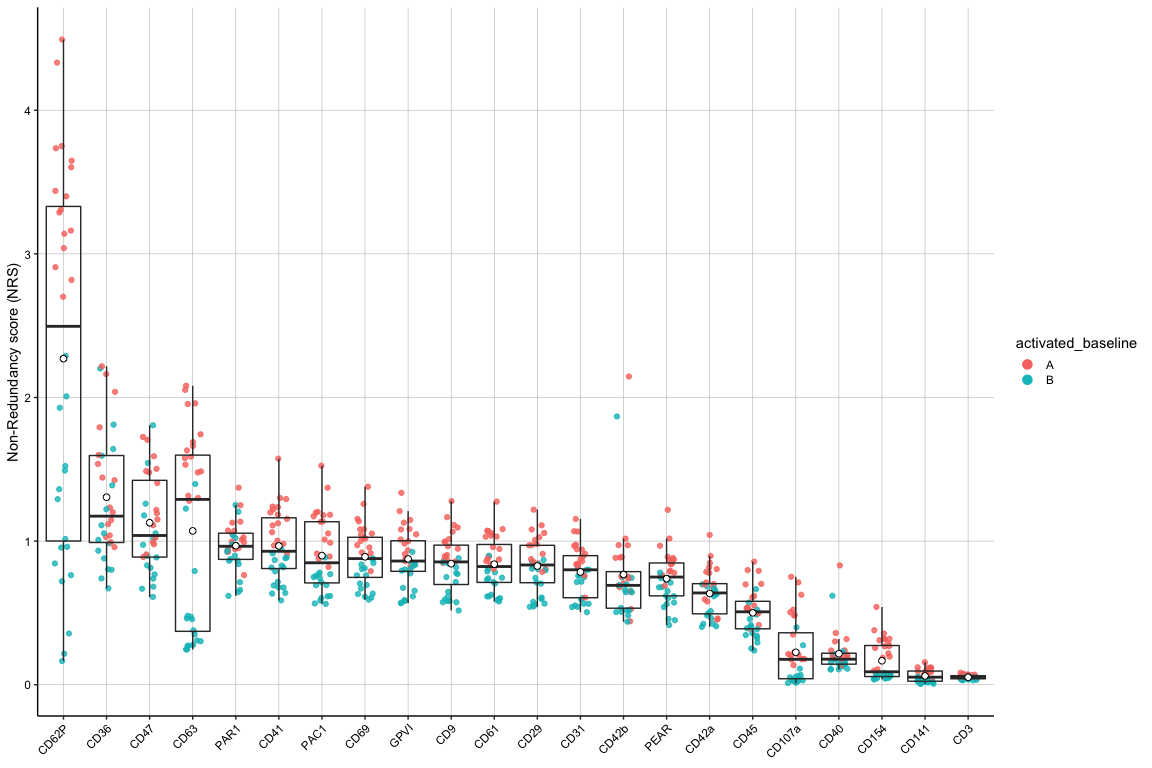 Non-Redundancy score (NRS)
4
3
2
1
0
CD62P
CD36
CD47
CD63
PAR1
CD41
PAC1
CD69
GPVI
CD9
CD61
CD29
CD31
CD42b
PEAR
CD42a
CD45
CD107a
CD40
CD154
CD141
CD3
activated_baseline
A
B